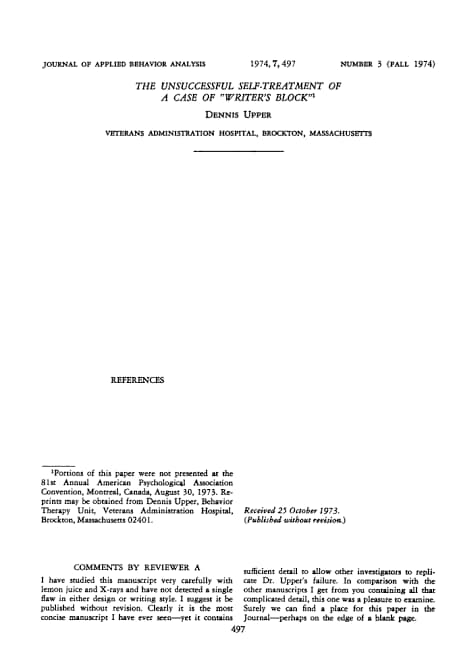 JOURNAL OF APPLIED BEHAVIOR ANALYSIS 1974, 7, 497 NUMBER 3 (FALL 1974)
THE UNSUCCESSFUL SELF-TREATMENT OF
A CASE OF "WRITER'S BLOCK"¹
DENNIS UPPER
VETERANS ADMINISTRATION HOSPITAL, BROCKTON, MASSACHUSETTS
REFERENCES
¹Portions of this paper were not presented at the
81st Annual American Psychological Association
Convention, Montreal, Canada, August 30, 1973. Re-
prints may be obtained from Dennis Upper, Behavior
Therapy Unit, Veterans Administration Hospital,
Brockton, Massachusetts 02401.
Received 25 October 1973.
(Published without revision.)
COMMENTS BY REVIEWER A
I have studied this manuscript very carefully with
lemon juice and X-rays and have not detected a single
flaw in either design or writing style. I suggest it be
published without revision. Clearly it is the most
concise manuscript I have ever seen—yet it contains
sufficient detail to allow other investigators to repli-
cate Dr. Upper's failure. In comparison with the
other manuscripts I get from you containing all that
complicated detail, this one was a pleasure to examine.
Surely we can find a place for this paper in the
Journal—perhaps on the edge of a blank page.
497